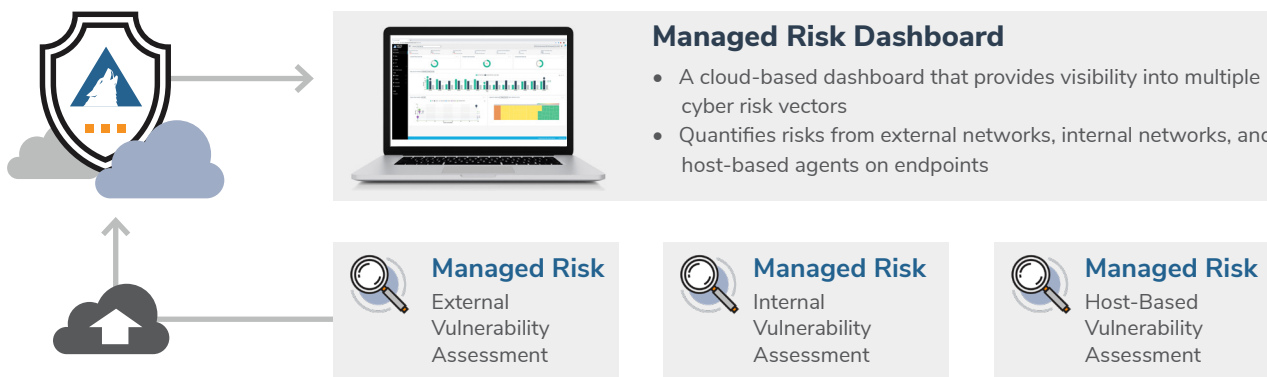 Managed Risk Dashboard
• A cloud-based dashboard that provides visibility into multiple
cyber risk vectors
• Quantifies risks from external networks, internal networks, and
host-based agents on endpoints
Managed Risk
External
Vulnerability
Assessment
Managed Risk
Internal
Vulnerability
Assessment
Managed Risk
Host-Based
Vulnerability
Assessment